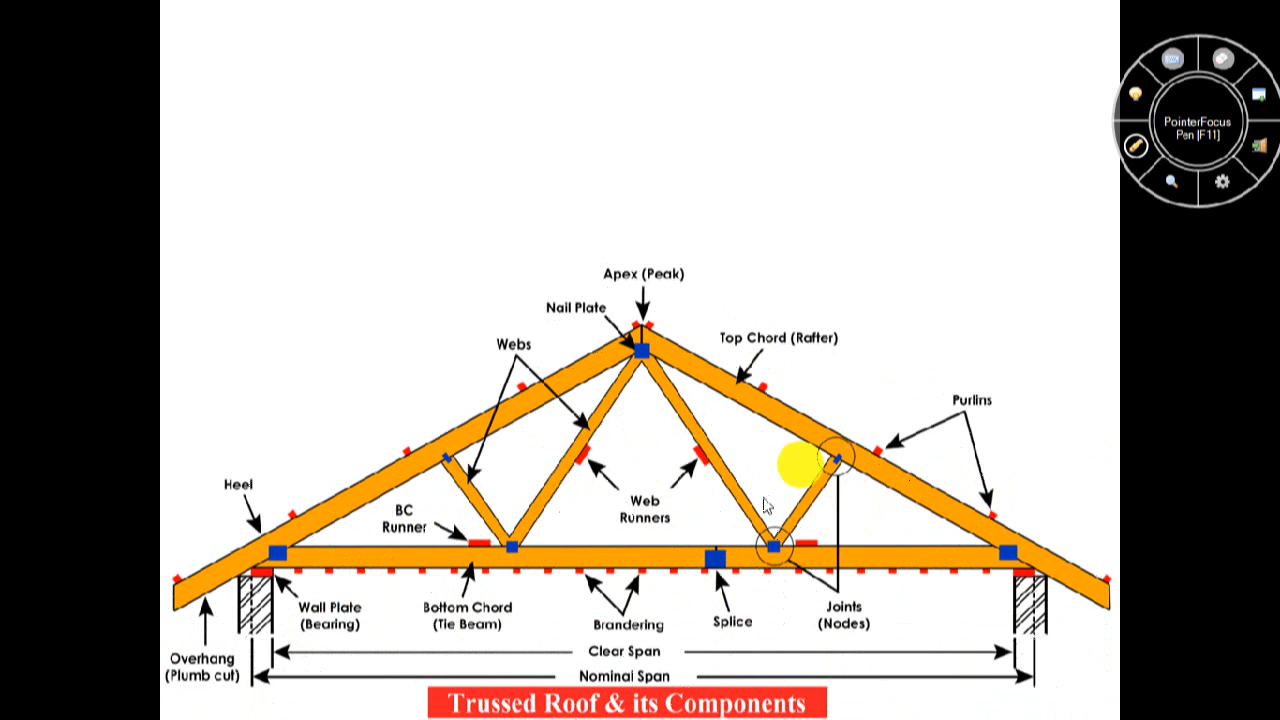 PointerFocus
Pen [F11]
Apex (Peak)
Nail Plate
Top Chord (Rafter)
Webs
Purlins
Heel
BC
Runner
Web
Runners
Wall Plate
(Bearing)
Bottom Chord
(Tie Beam)
Brandering
Splice
Joints
(Nodes)
Overhang
(Plumb cut)
Clear Span
Nominal Span
Trussed Roof & its Components